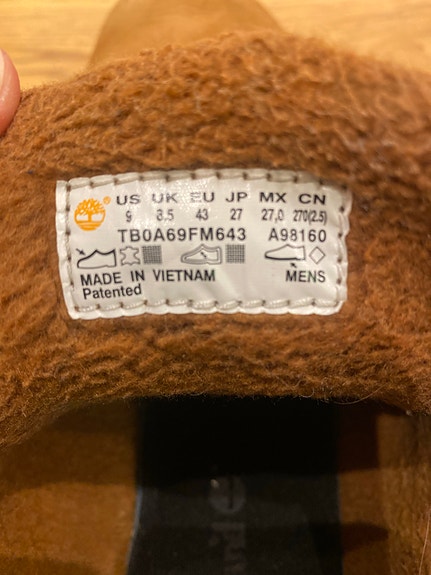 US UK EU JP MX CN
9 8.5 43 27 27,0 270(2.5)
TB0A69FM643 A98160
MADE IN VIETNAM MENS
Patented